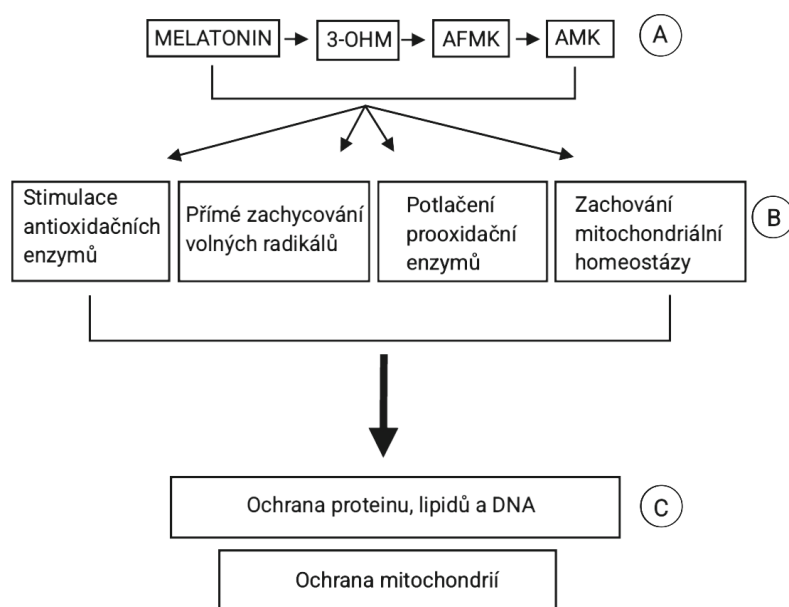 MELATONIN
3-OHM
AFMK
AMK
A
Stimulace
antioxidačních
enzymů
Přímé zachycování
volných radikálů
Potlačení
prooxidační
enzymů
Zachování
mitochondriální
homeostázy
B
Ochrana proteinu, lipidů a DNA
C
Ochrana mitochondrií